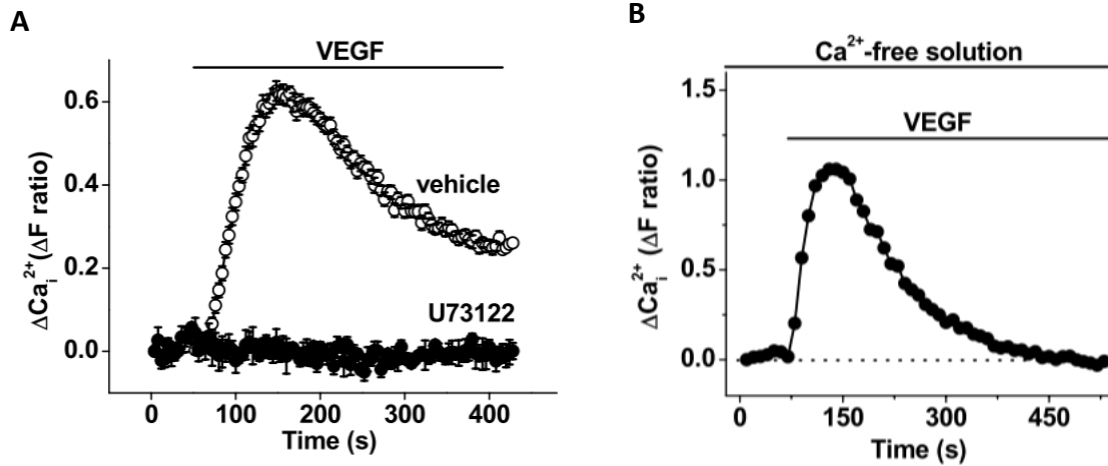 A
VEGF
0.6
0.4
0.2
0.0
ΔCa²⁺ᵢ (ΔF ratio)
vehicle
U73122
0 100 200 300 400
Time (s)
B
Ca²⁺-free solution
VEGF
1.5
1.0
0.5
0.0
ΔCa²⁺ᵢ (ΔF ratio)
0 150 300 450
Time (s)